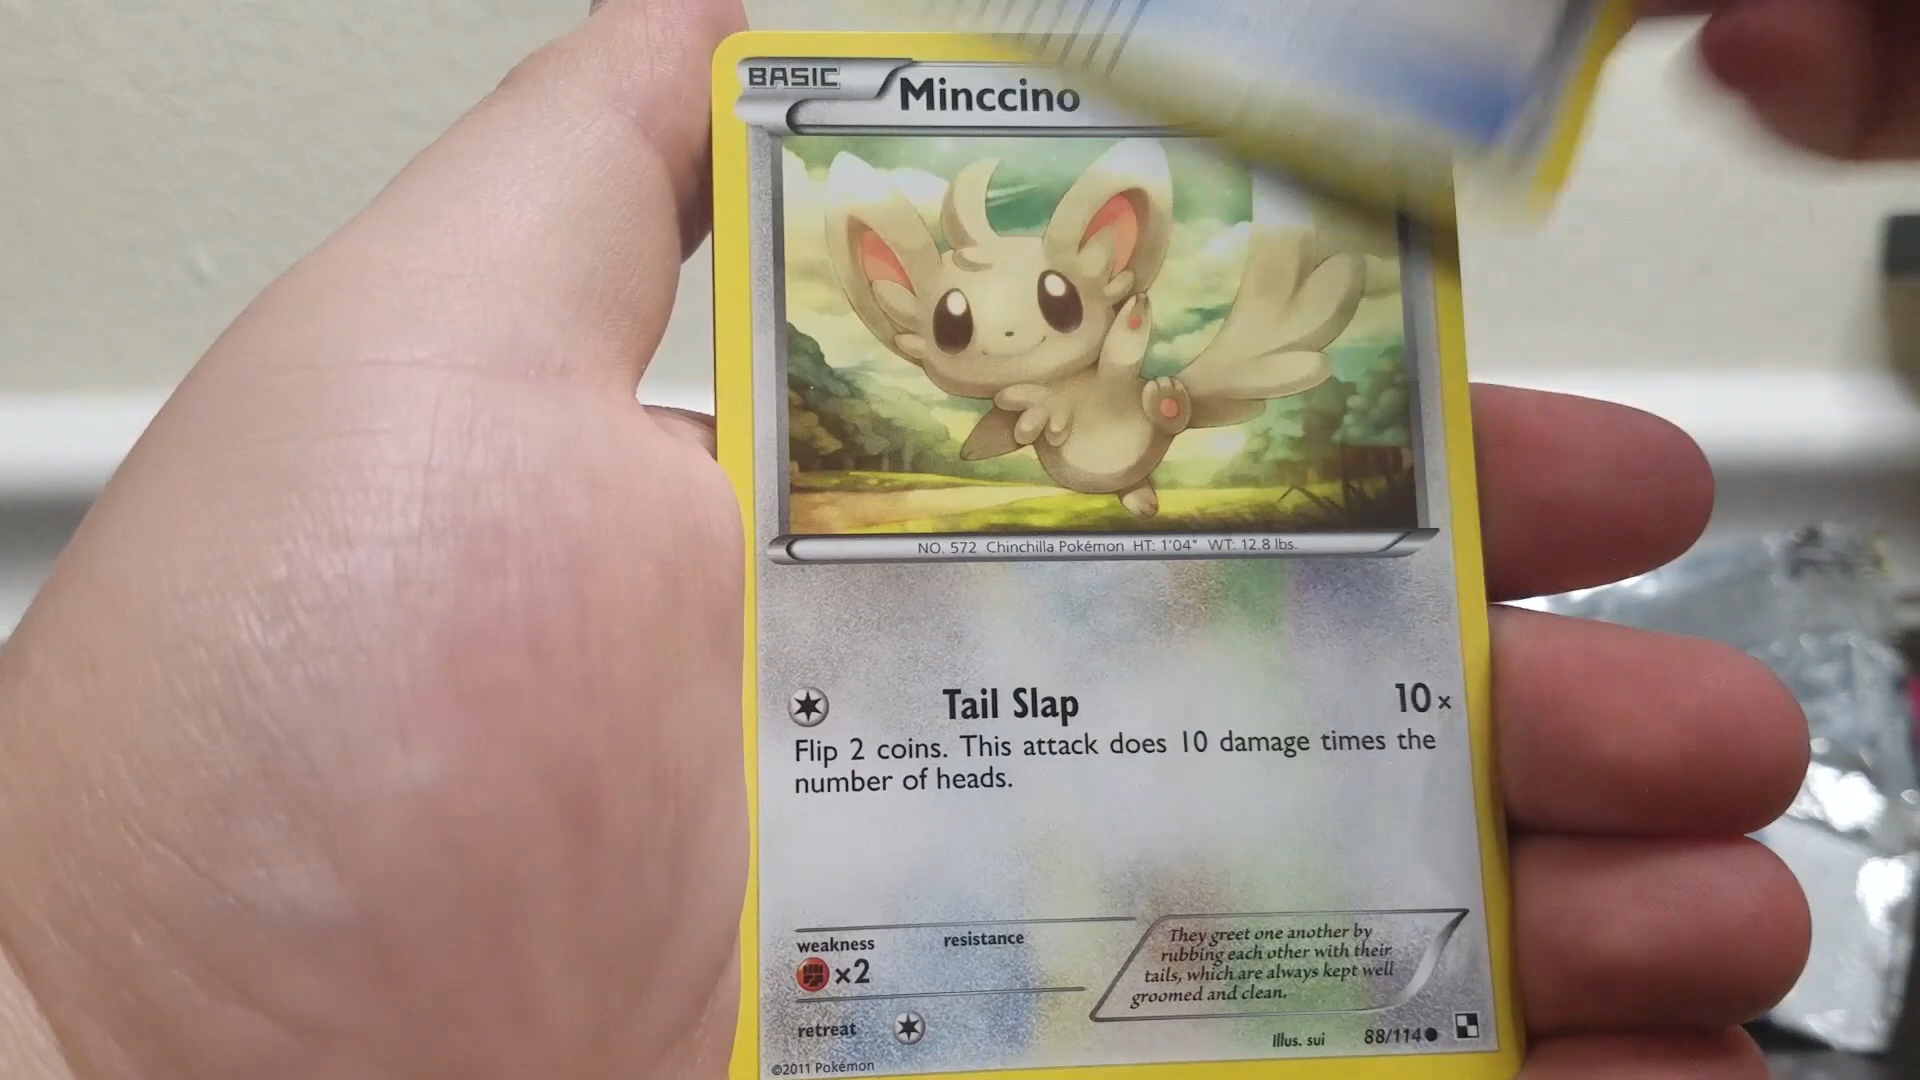 BASIC
Minccino
NO. 572 Chinchilla Pokémon HT: 1'04" WT: 12.8 lbs.
Tail Slap 10×
Flip 2 coins. This attack does 10 damage times the
number of heads.
weakness
×2
resistance
They greet one another by
rubbing each other with their
tails, which are always kept well
groomed and clean.
retreat
Illus. sui 88/114
©2011 Pokémon